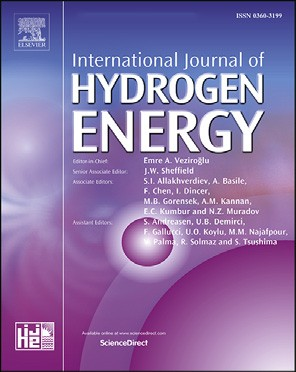 ELSEVIER
ISSN 0360-3199
International Journal of
HYDROGEN
ENERGY
Editor-in-Chief: Emre A. Veziroğlu
Senior Associate Editor: J.W. Sheffield
Associate Editors: S.I. Allakhverdiev, A. Basile,
F. Chen, I. Dincer,
M.B. Gorensek, A.M. Kannan,
E.C. Kumbur and N.Z. Muradov
Assistant Editors: S. Andreasen, U.B. Demirci,
F. Gallucci, U.O. Koylu, M.M. Najafpour,
Palma, R. Solmaz and S. Tsushima
Available online at www.sciencedirect.com
ScienceDirect